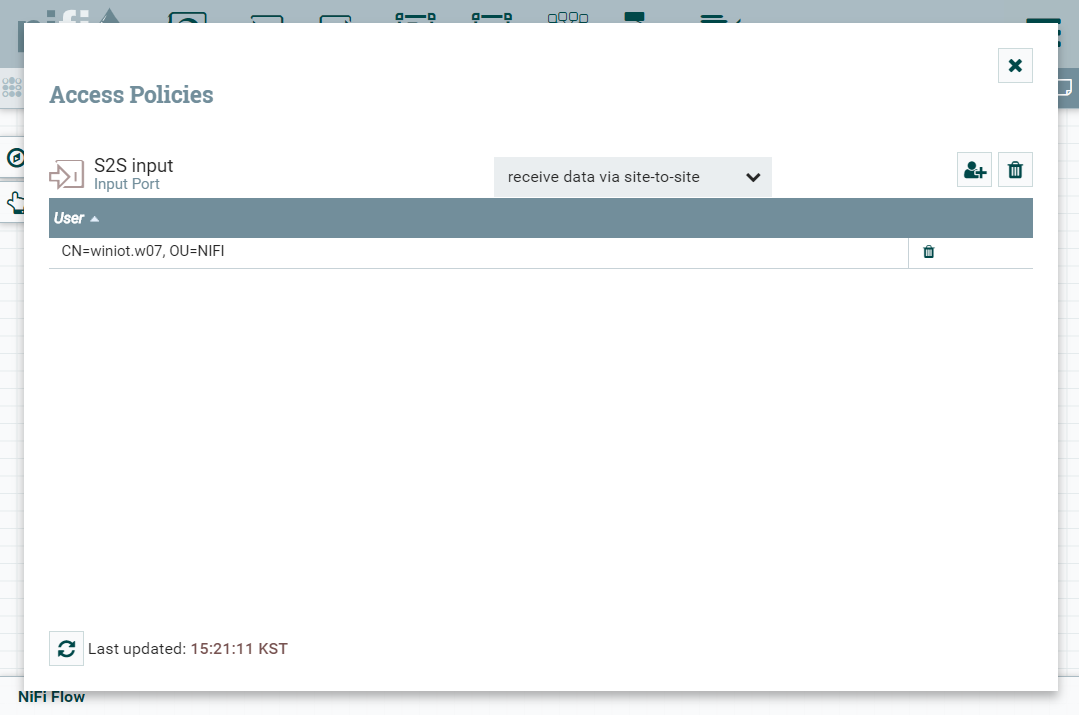 Access Policies
S2S input
Input Port
receive data via site-to-site
User
CN=winiot.w07, OU=NIFI
Last updated: 15:21:11 KST
NiFi Flow